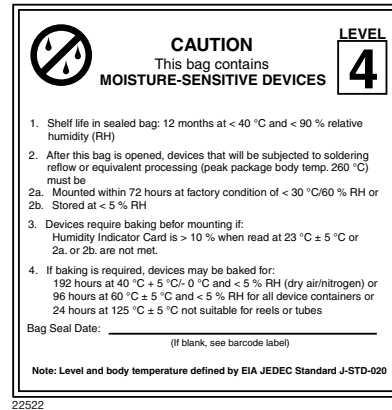 CAUTION
This bag contains
MOISTURE-SENSITIVE DEVICES
LEVEL
4
1. Shelf life in sealed bag: 12 months at < 40 °C and < 90 % relative
humidity (RH)
2. After this bag is opened, devices that will be subjected to soldering
reflow or equivalent processing (peak package body temp. 260 °C)
must be
2a. Mounted within 72 hours at factory condition of < 30 °C/60 % RH or
2b. Stored at < 5 % RH
3. Devices require baking befor mounting if:
Humidity Indicator Card is > 10 % when read at 23 °C ± 5 °C or
2a. or 2b. are not met.
4. If baking is required, devices may be baked for:
192 hours at 40 °C + 5 °C/- 0 °C and < 5 % RH (dry air/nitrogen) or
96 hours at 60 °C ± 5 °C and < 5 % RH for all device containers or
24 hours at 125 °C ± 5 °C not suitable for reels or tubes
Bag Seal Date:
(If blank, see barcode label)
Note: Level and body temperature defined by EIA JEDEC Standard J-STD-020
22522